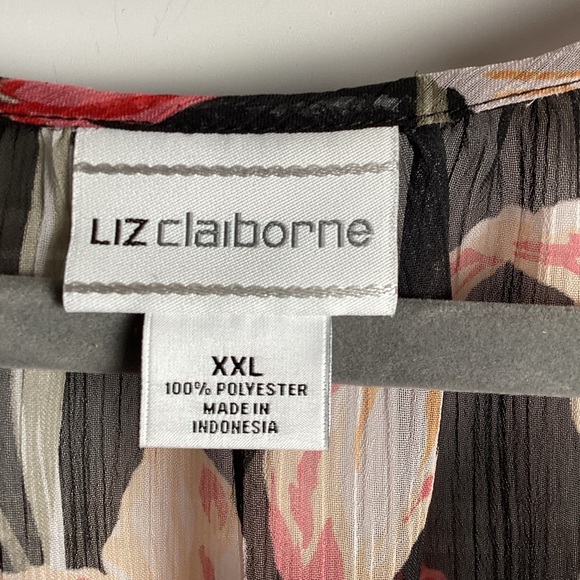 LIZ claiborne
XXL
100% POLYESTER
MADE IN
INDONESIA